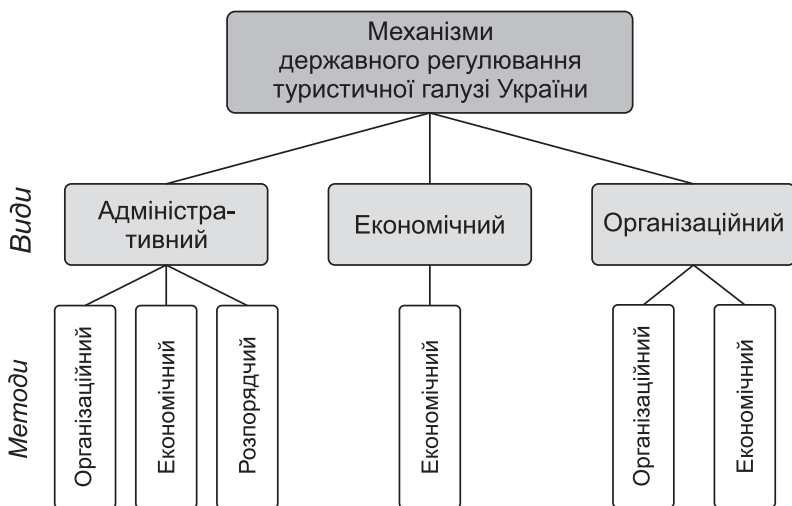 Механізми
державного регулювання
туристичної галузі України
Види
Адміністра-
тивний
Економічний
Організаційний
Методи
Організаційний
Економічний
Розпорядчий
Економічний
Організаційний
Економічний